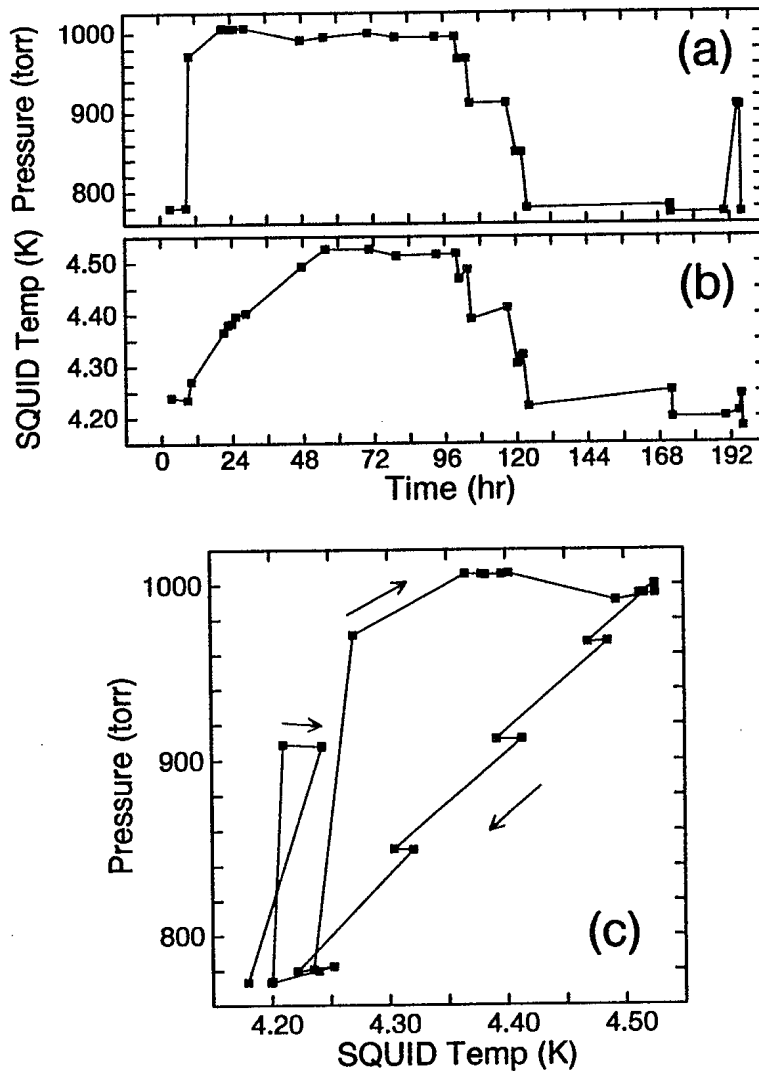 (a)
Pressure (torr)
1000
900
800
(b)
SQUID Temp (K)
4.50
4.40
4.30
4.20
0 24 48 72 96 120 144 168 192
Time (hr)
(c)
Pressure (torr)
1000
900
800
4.20 4.30 4.40 4.50
SQUID Temp (K)